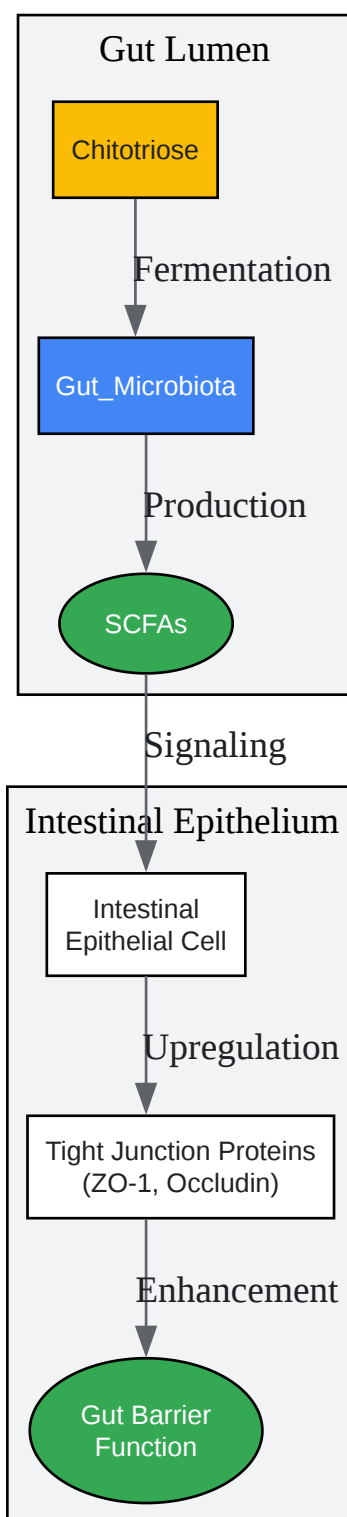 Gut Lumen
Chitotriose
Fermentation
Gut_Microbiota
Production
SCFAs
Signaling
Intestinal Epithelium
Intestinal
Epithelial Cell
Upregulation
Tight Junction Proteins
(ZO-1, Occludin)
Enhancement
Gut Barrier
Function